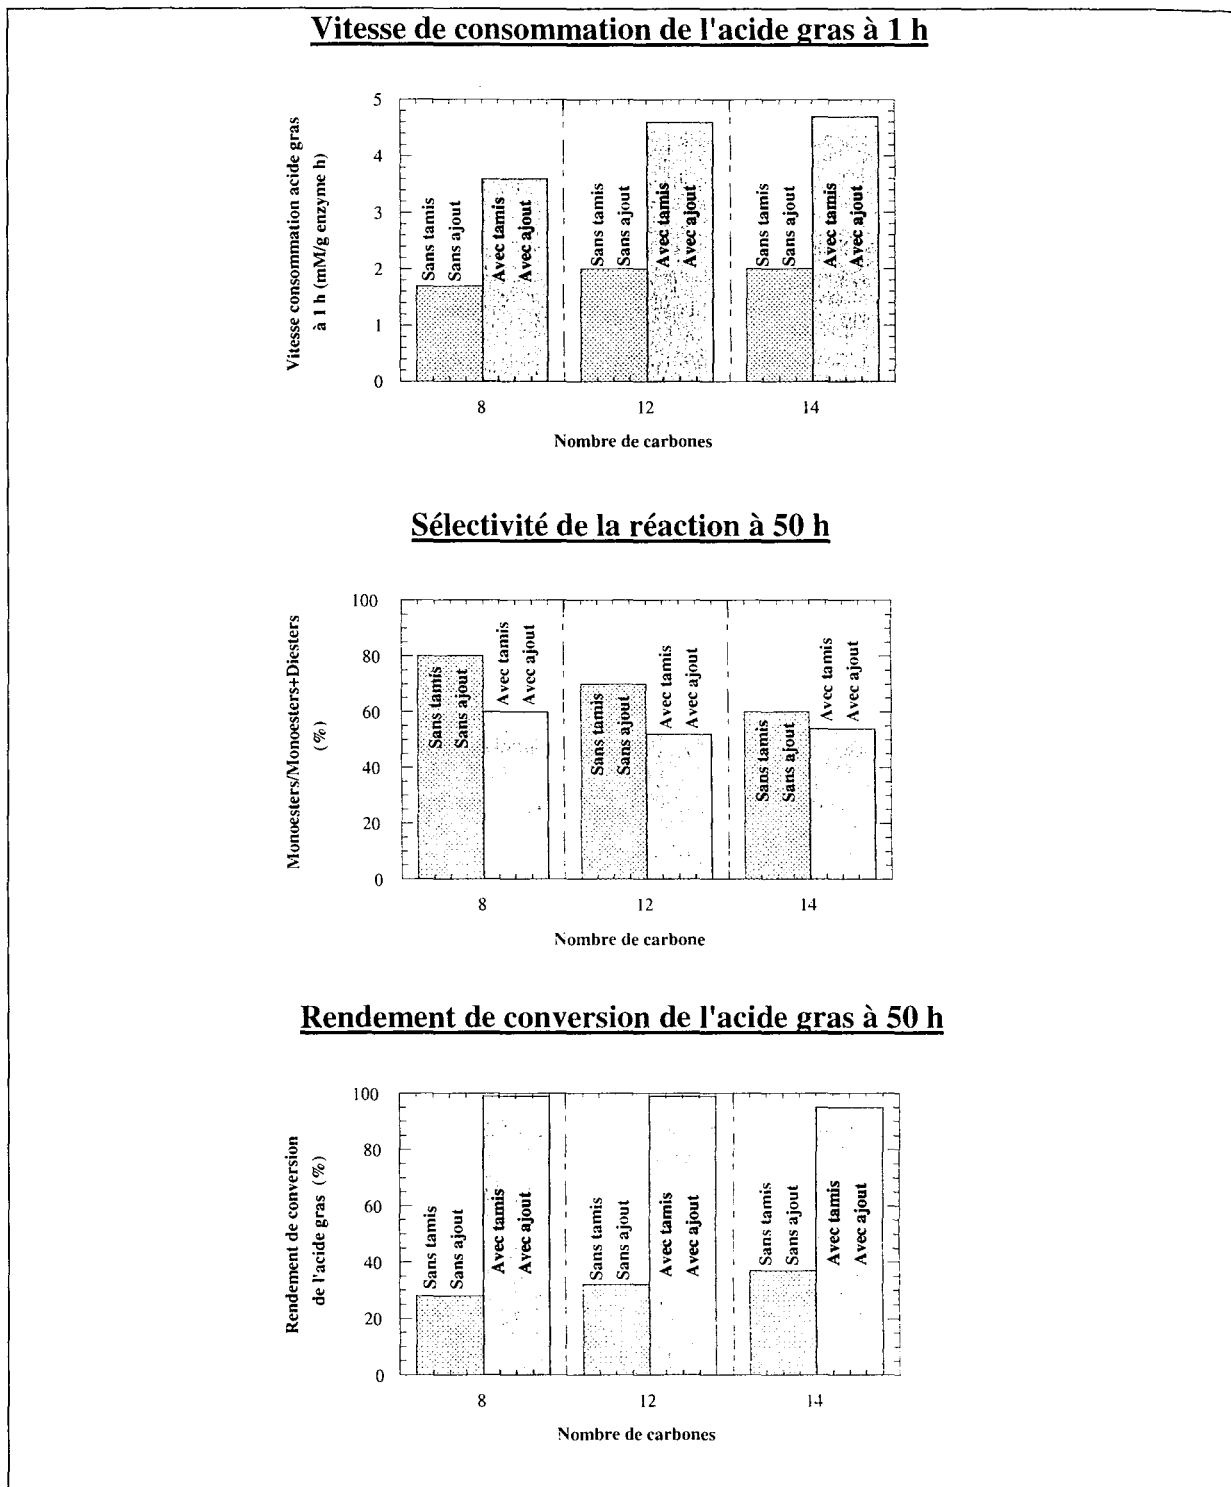 Vitesse de consommation de l'acide gras à 1 h
Vitesse consommation acide gras
à 1 h (mM/g enzyme h)
5
4
3
2
1
0
Sans tamis
Sans ajout
Avec tamis
Avec ajout
Sans tamis
Sans ajout
Avec tamis
Avec ajout
Sans tamis
Sans ajout
Avec tamis
Avec ajout
8
12
14
Nombre de carbones
Sélectivité de la réaction à 50 h
Monoesters/Monoesters+Diesters
(%)
100
80
60
40
20
0
Sans tamis
Sans ajout
Avec tamis
Avec ajout
Sans tamis
Sans ajout
Avec tamis
Avec ajout
Sans tamis
Sans ajout
Avec tamis
Avec ajout
8
12
14
Nombre de carbone
Rendement de conversion de l'acide gras à 50 h
Rendement de conversion
de l'acide gras (%)
100
80
60
40
20
0
Sans tamis
Sans ajout
Avec tamis
Avec ajout
Sans tamis
Sans ajout
Avec tamis
Avec ajout
Sans tamis
Sans ajout
Avec tamis
Avec ajout
8
12
14
Nombre de carbones